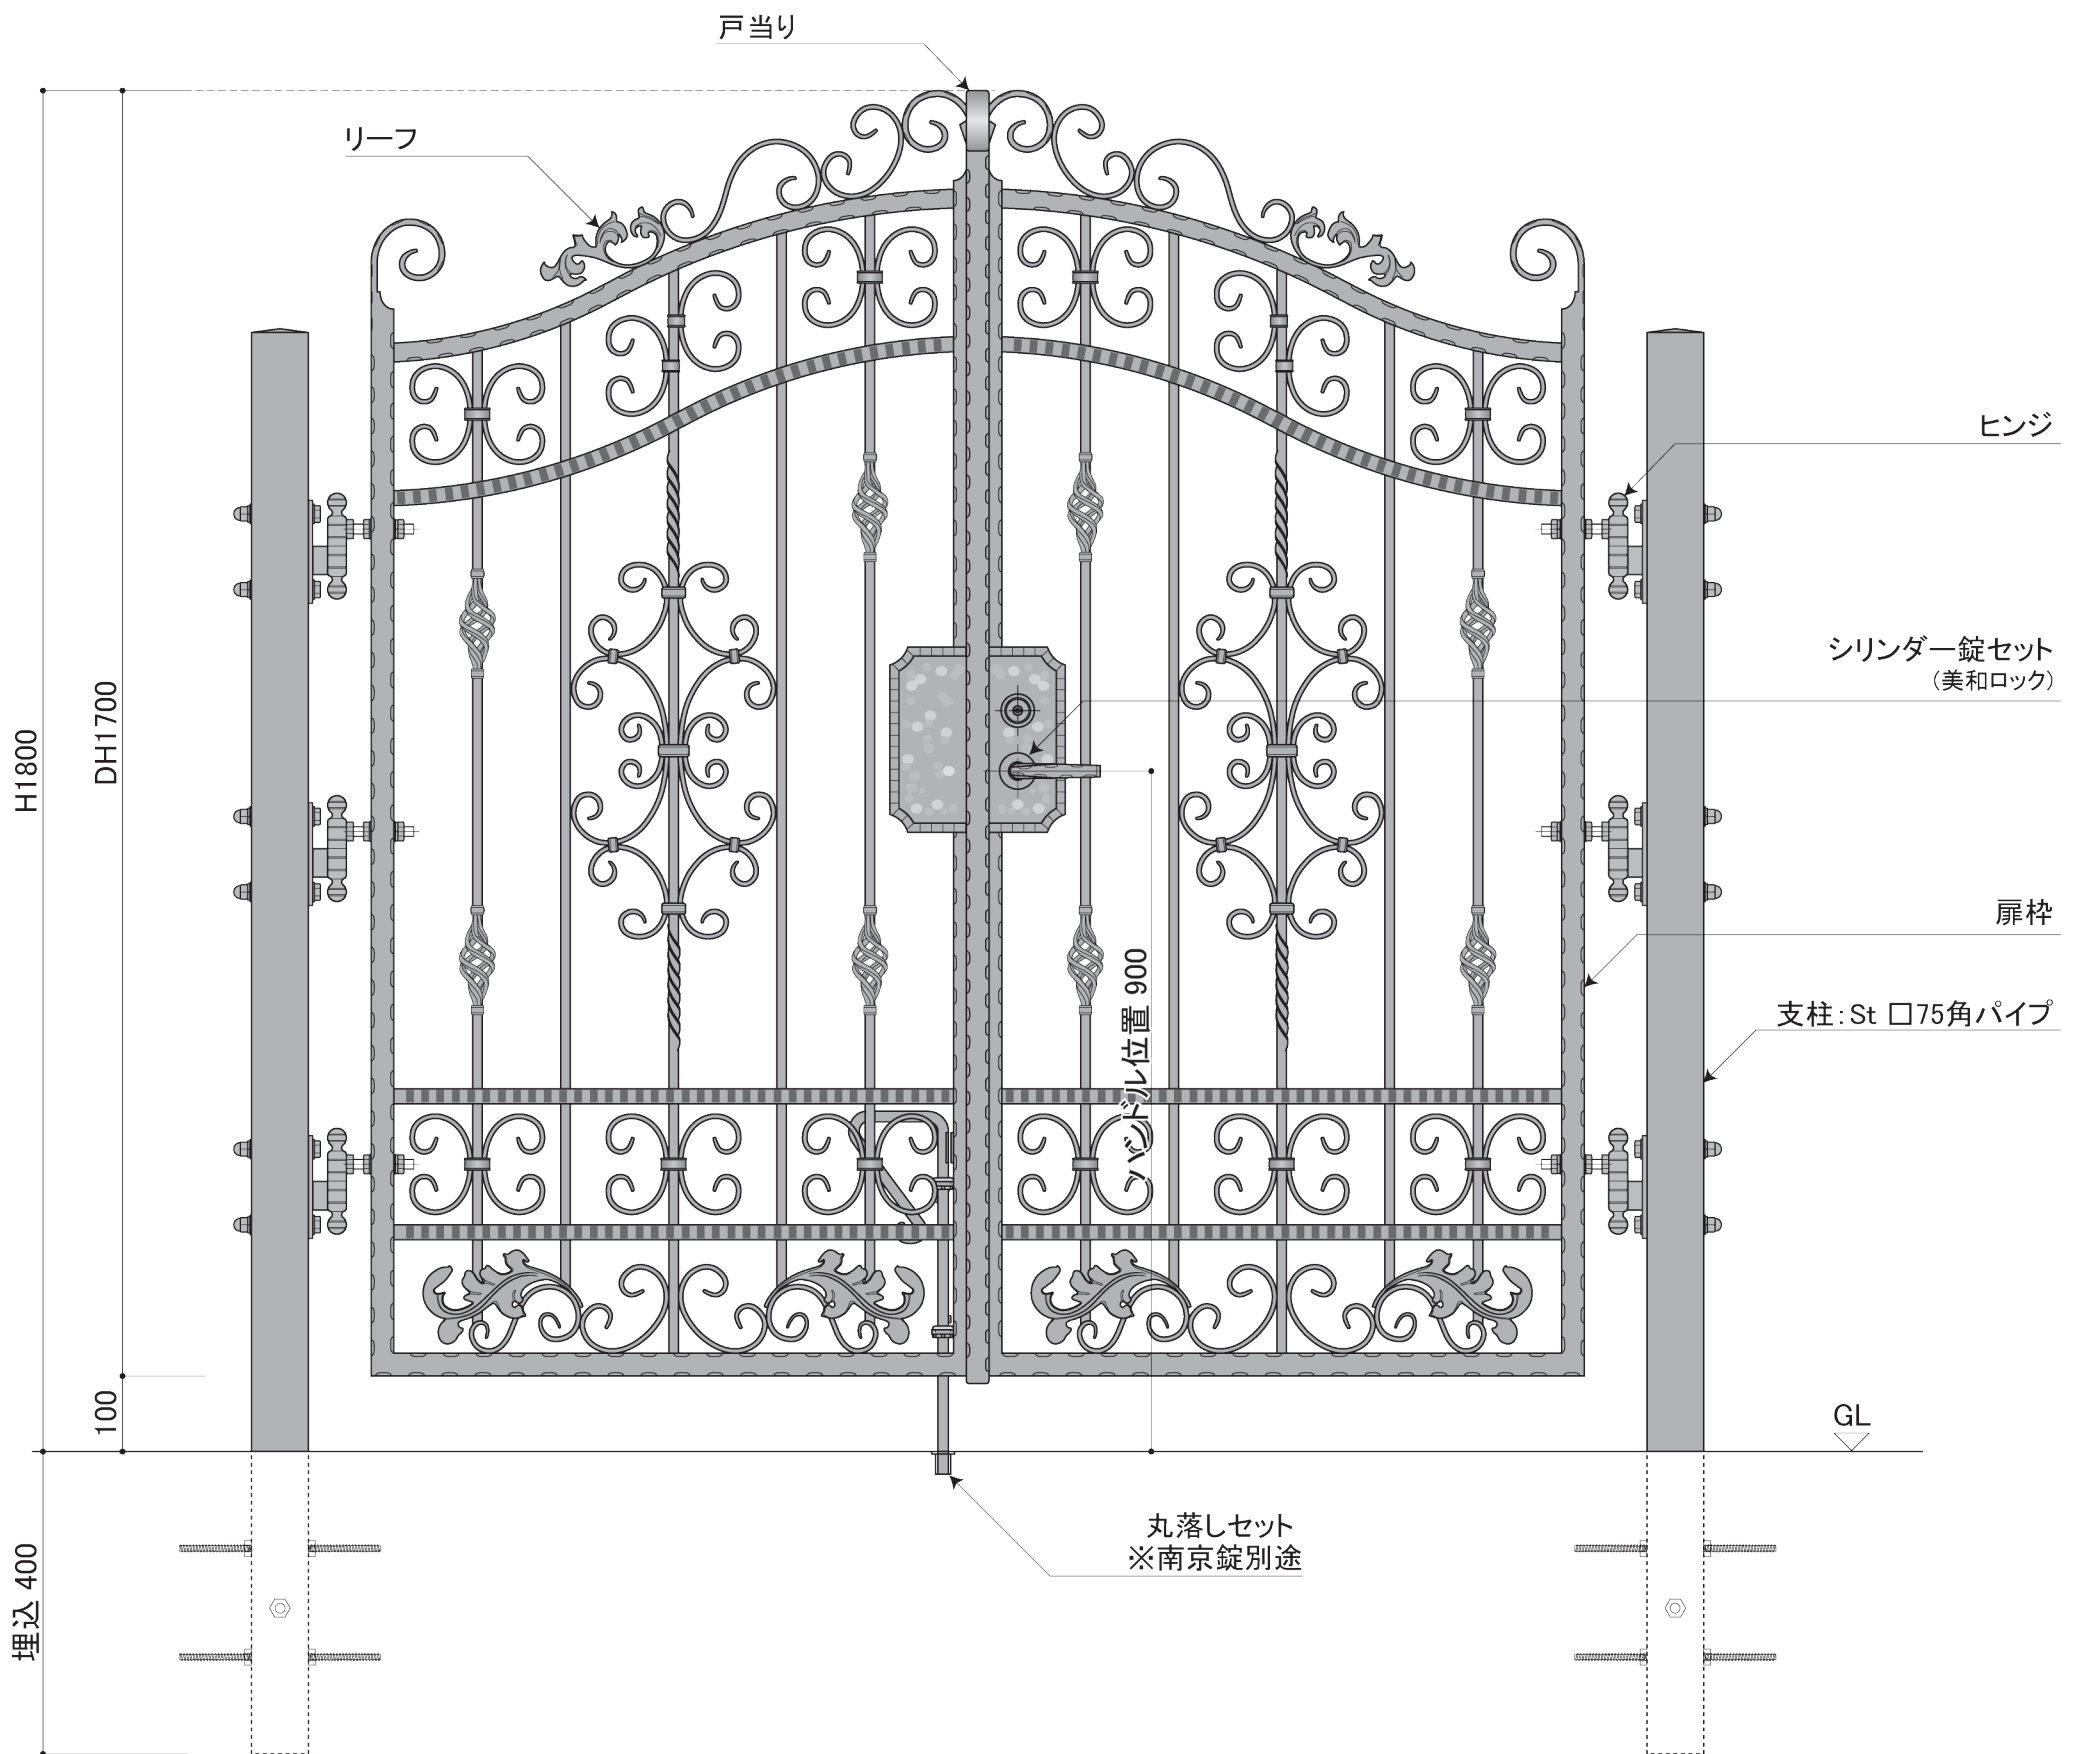 戸当り
リーフ
ヒンジ
シリンダー錠セット
(美和ロック)
DH1700
H1800
扉枠
ハンドル位置 900
支柱：St □75角パイプ
100
GL
丸落しセット
※南京錠別途
埋込 400